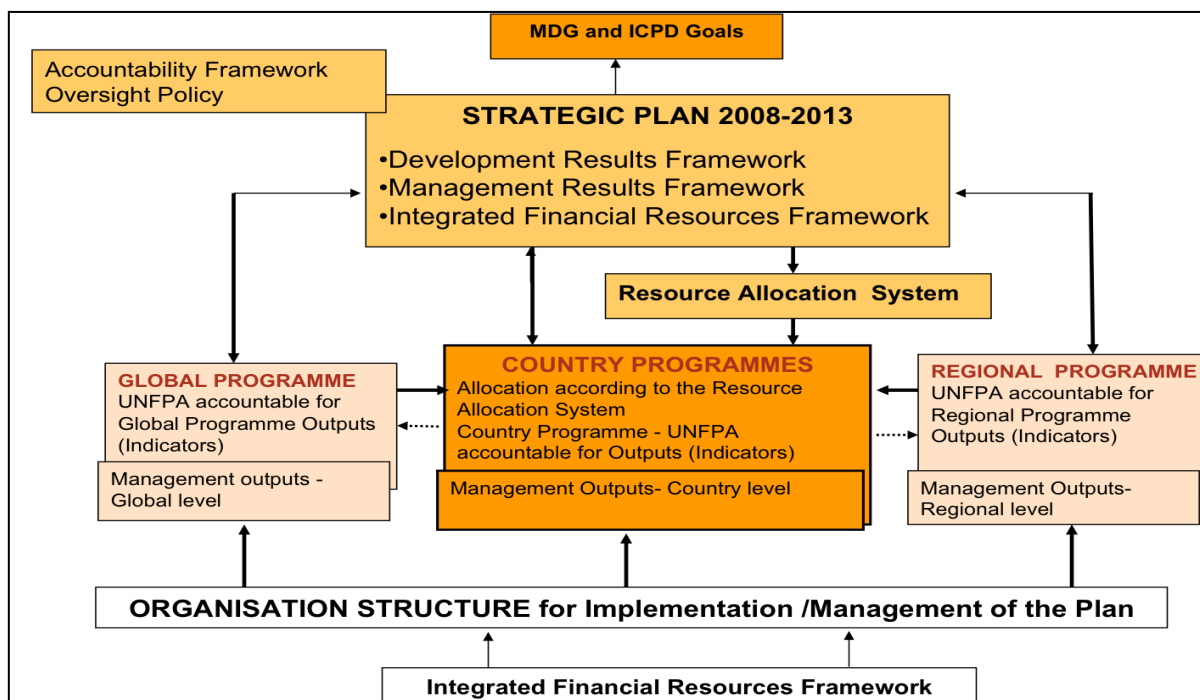 MDG and ICPD Goals
Accountability Framework
Oversight Policy
STRATEGIC PLAN 2008-2013
•Development Results Framework
•Management Results Framework
•Integrated Financial Resources Framework
Resource Allocation System
GLOBAL PROGRAMME
UNFPA accountable for
Global Programme Outputs
(Indicators)
Management outputs -
Global level
COUNTRY PROGRAMMES
Allocation according to the Resource
Allocation System
Country Programme - UNFPA
accountable for Outputs (Indicators)
Management Outputs- Country level
REGIONAL PROGRAMME
UNFPA accountable for
Regional Programme
Outputs (Indicators)
Management Outputs-
Regional level
ORGANISATION STRUCTURE for Implementation /Management of the Plan
Integrated Financial Resources Framework